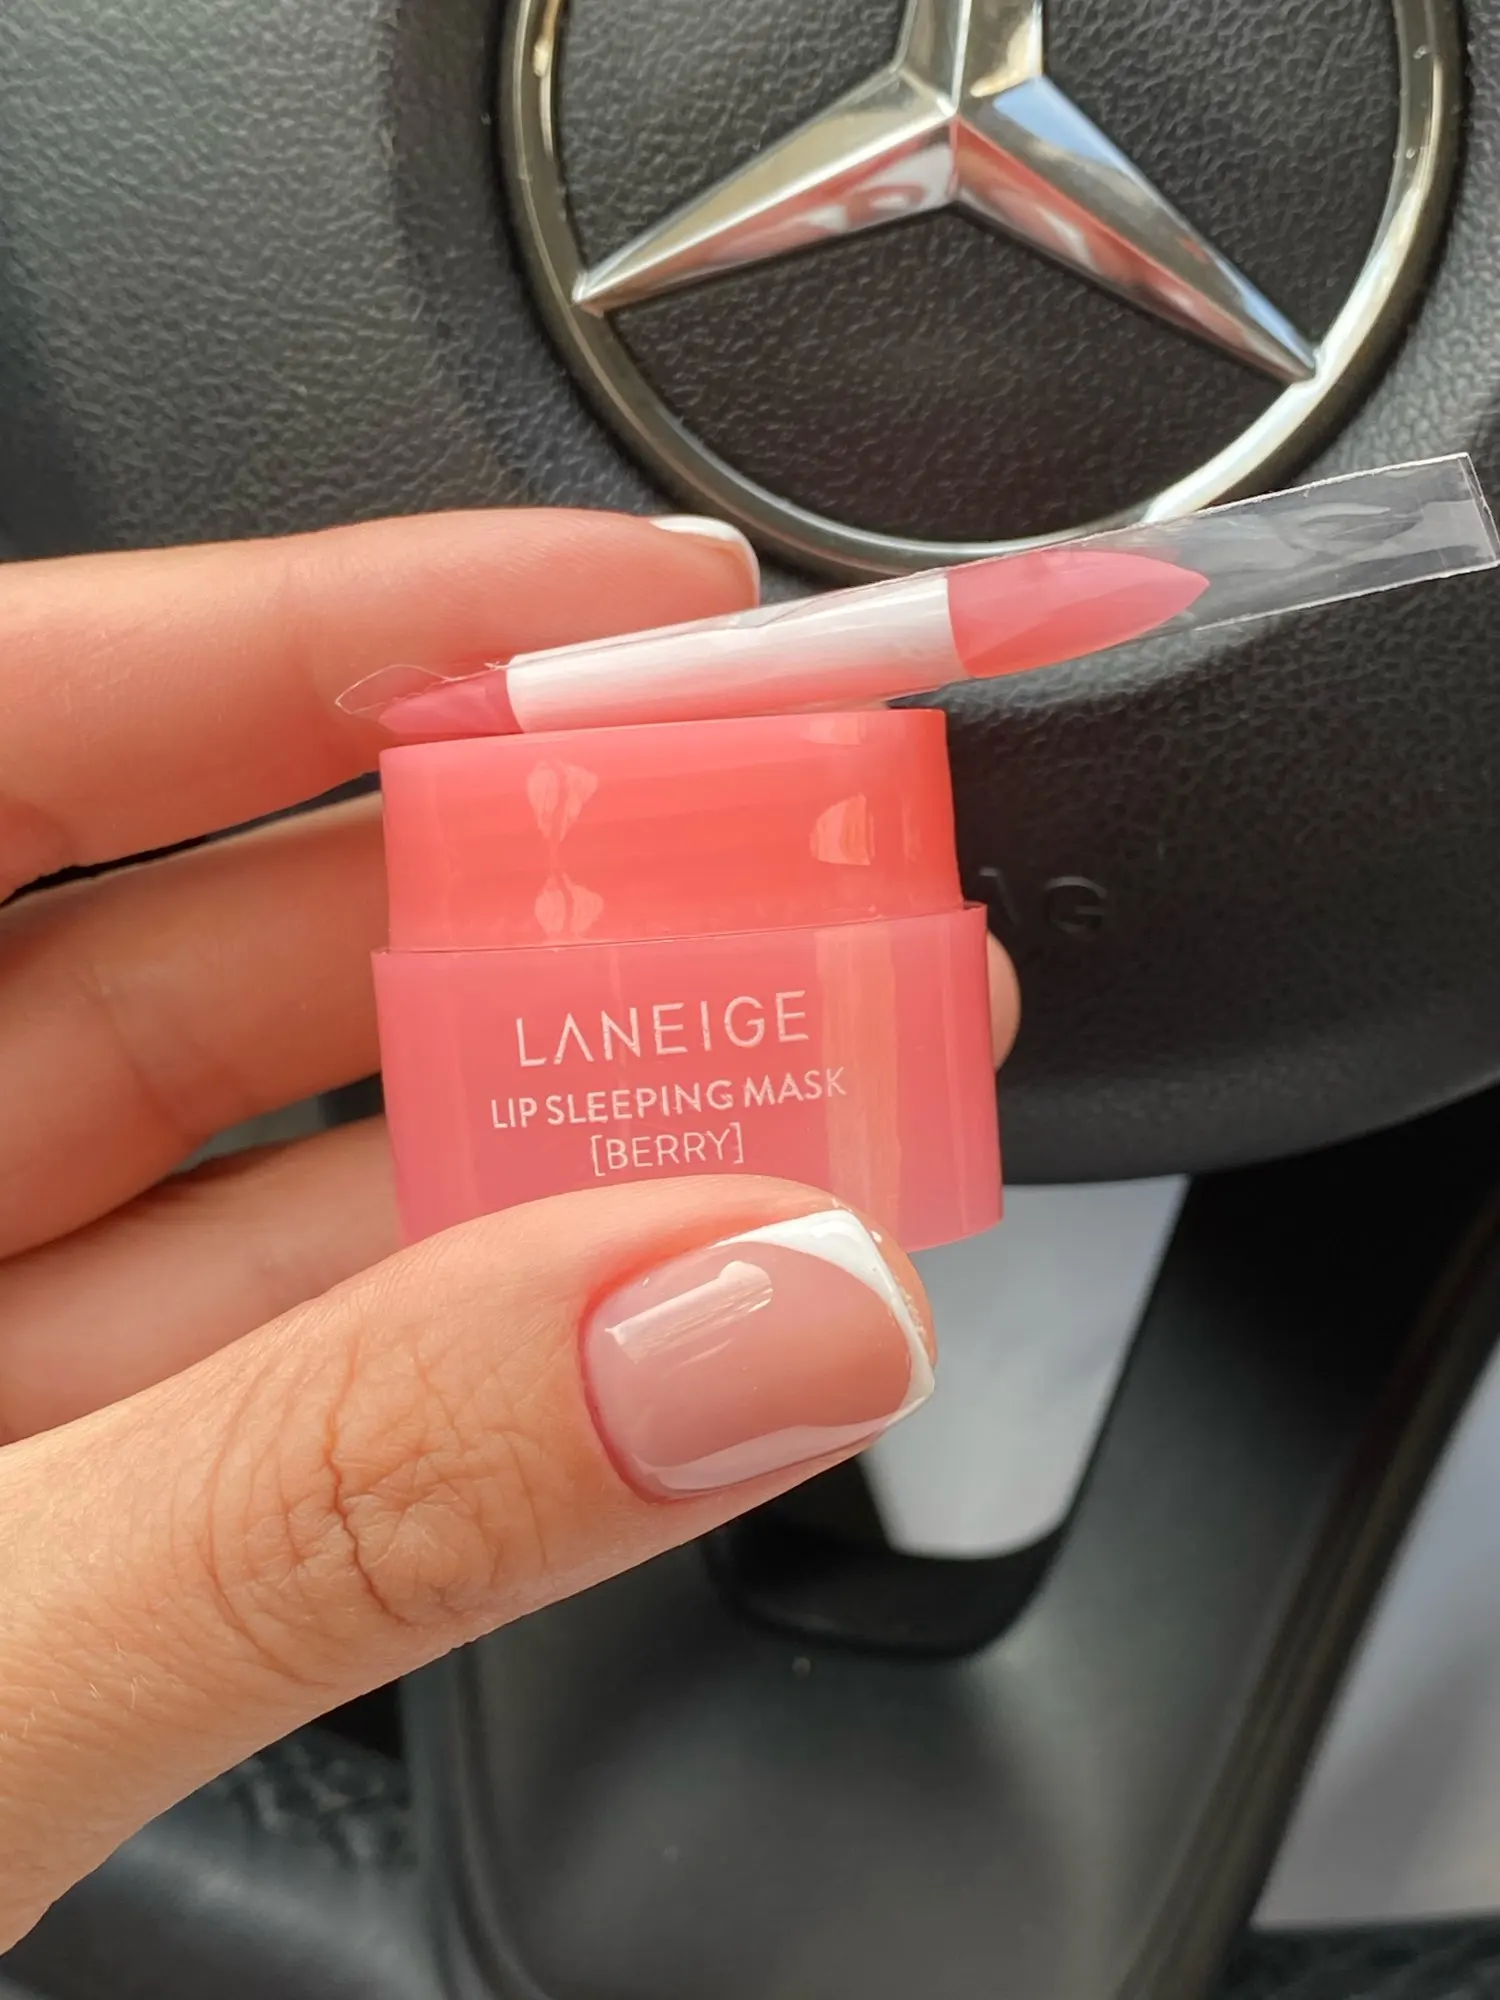 LANEIGE
LIP SLEEPING MASK
[BERRY]